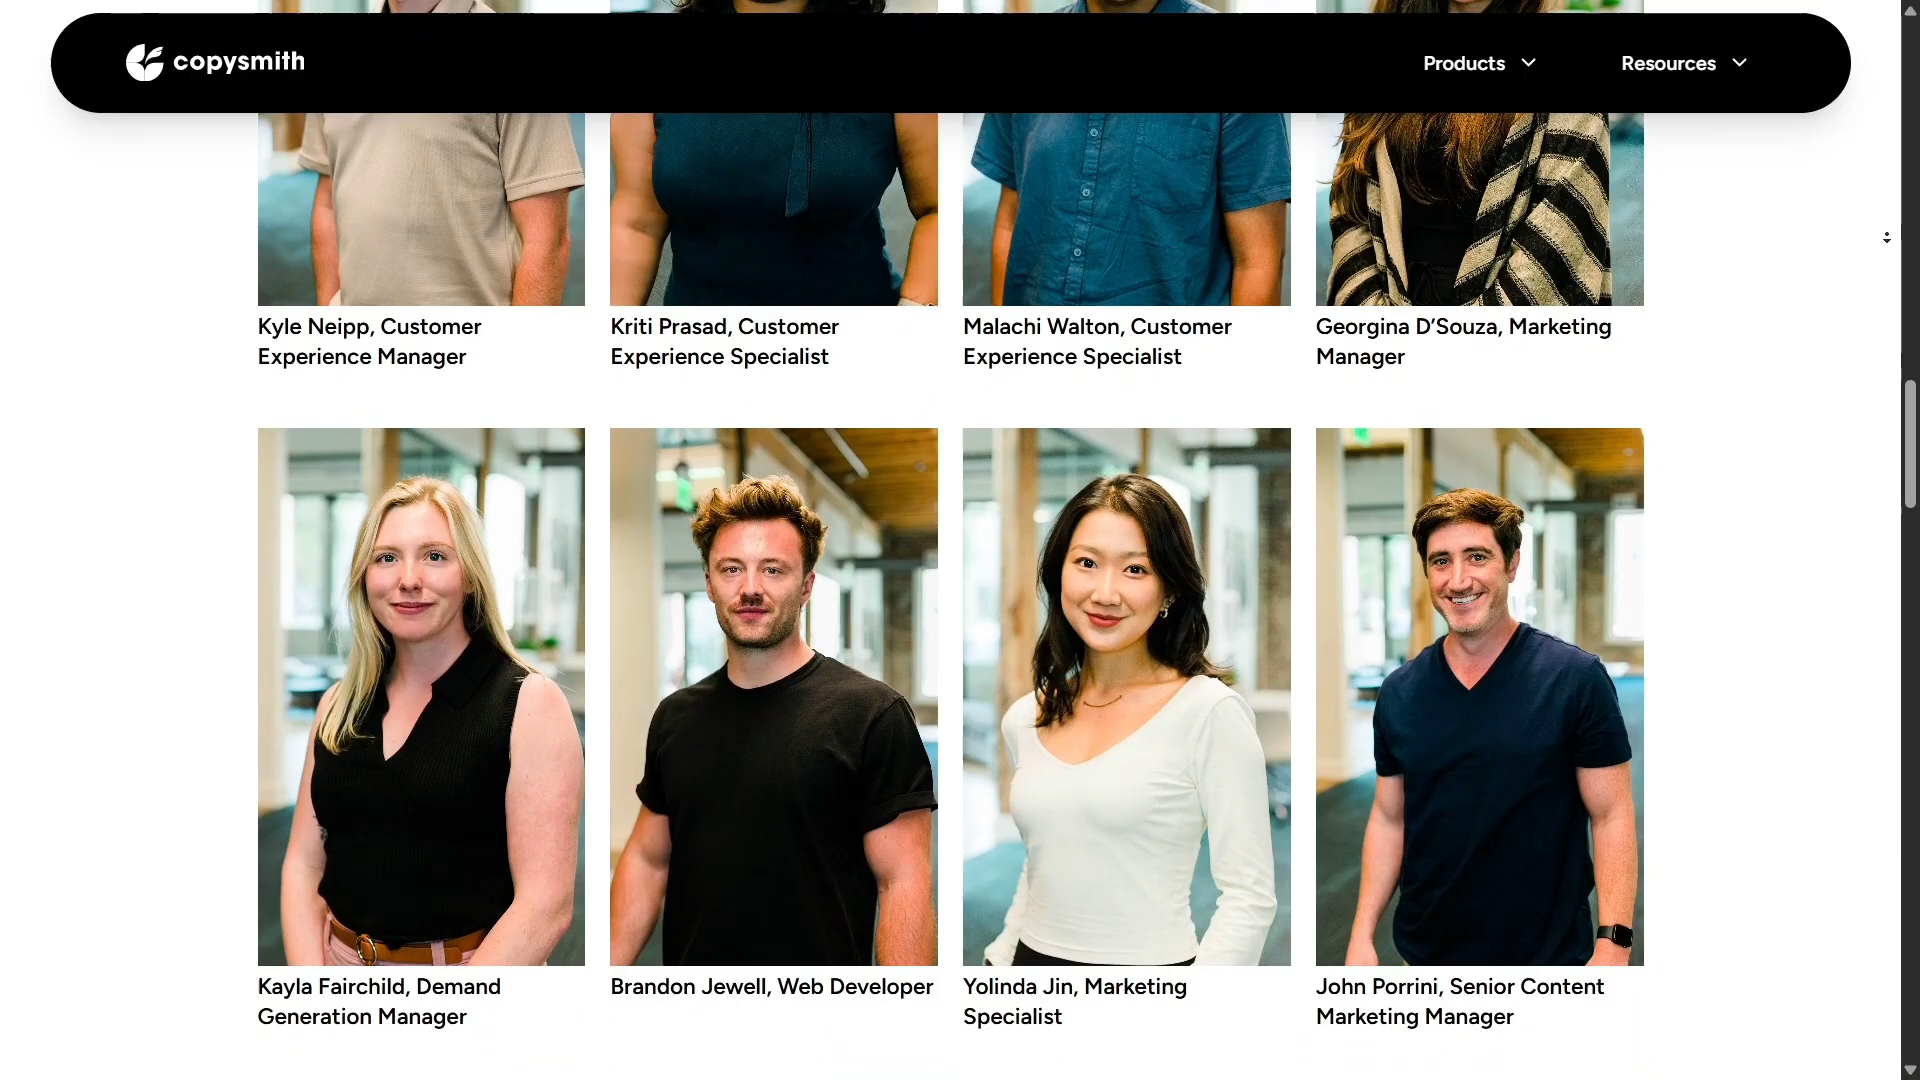 copysmith
Products
Resources
Kyle Neipp, Customer
Experience Manager
Kriti Prasad, Customer
Experience Specialist
Malachi Walton, Customer
Experience Specialist
Georgina D’Souza, Marketing
Manager
Kayla Fairchild, Demand
Generation Manager
Brandon Jewell, Web Developer
Yolinda Jin, Marketing
Specialist
John Porrini, Senior Content
Marketing Manager